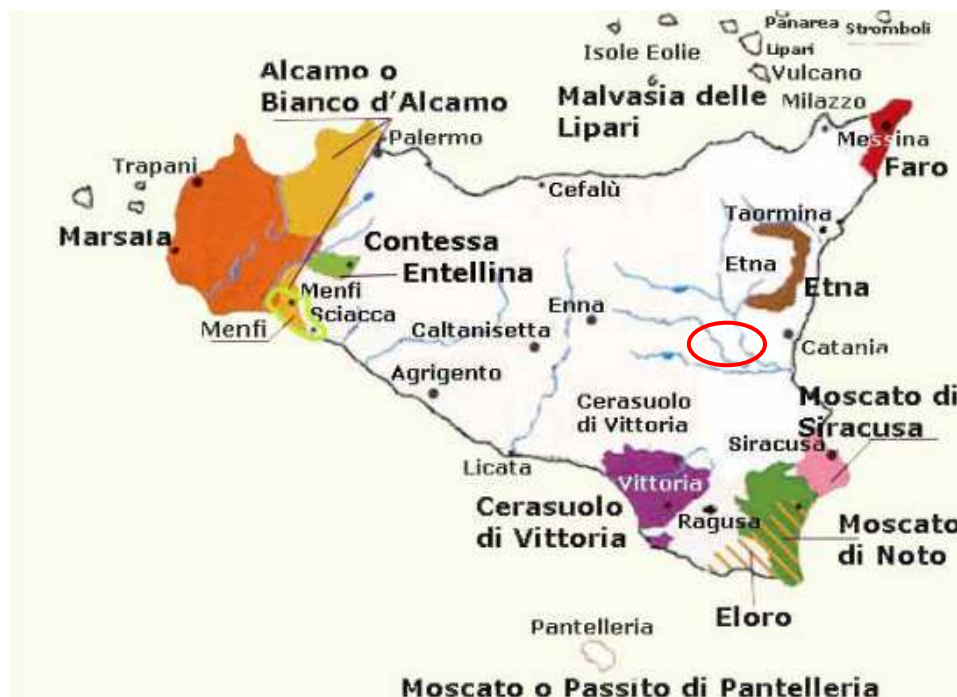 Panarea
Stromboli
Isole Eolie
Lipari
Alcamo o
Bianco d'Alcamo
Vulcano
Malvasia delle
Lipari
Milazzo
Palermo
Messina
Trapani
Faro
Cefalù
Taormina
Marsala
Contessa
Entellina
Etna
Etna
Menfi
Sciacca
Enna
Menfi
Caltanisetta
Catania
Agrigento
Moscato di
Siracusa
Cerasuolo
di Vittoria
Siracusa
Licata
Vittoria
Cerasuolo
di Vittoria
Ragusa
Moscato
di Noto
Eloro
Pantelleria
Moscato o Passito di Pantelleria